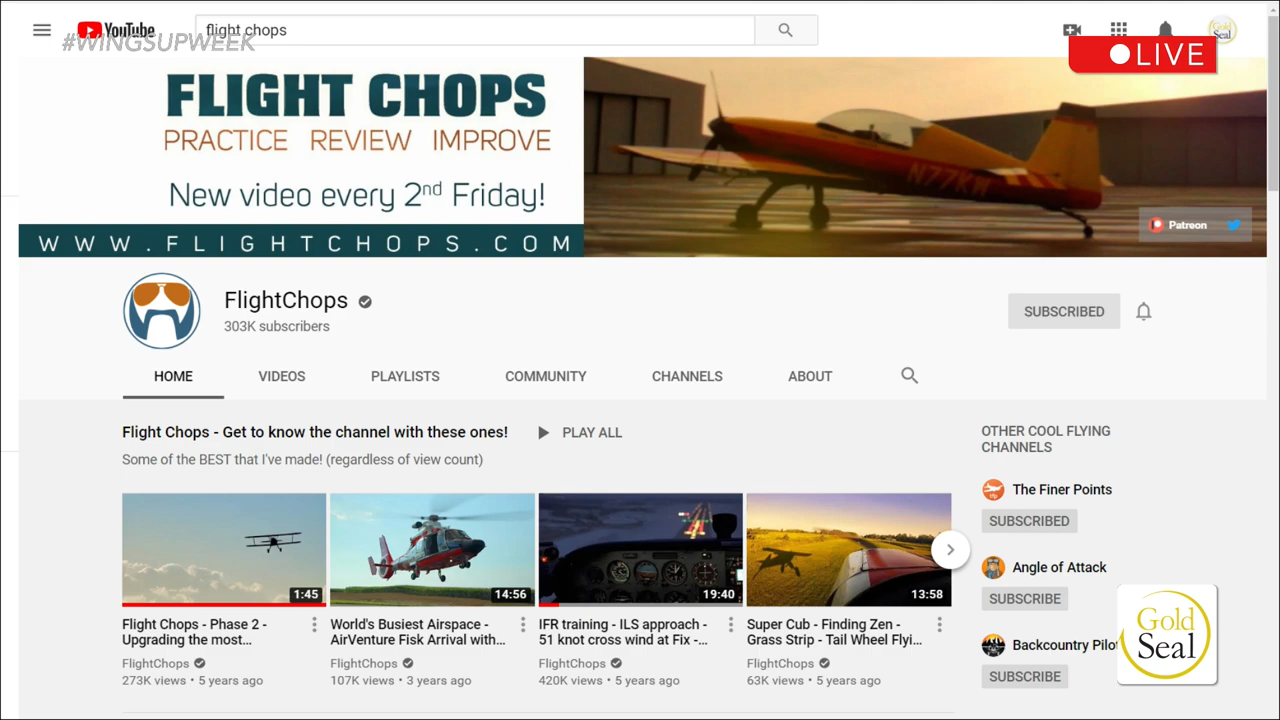 YouTube
flight chops
#WINGSUPWEEK
Gold
Seal
LIVE
FLIGHT CHOPS
PRACTICE REVIEW IMPROVE
New video every 2nd Friday!
WWW.FLIGHTCHOPS.COM
N77KW
Patreon
FlightChops
303K subscribers
SUBSCRIBED
HOME VIDEOS PLAYLISTS COMMUNITY CHANNELS ABOUT
Flight Chops - Get to know the channel with these ones! PLAY ALL
Some of the BEST that I've made! (regardless of view count)
1:45
Flight Chops - Phase 2 -
Upgrading the most...
FlightChops
273K views • 5 years ago
14:56
World's Busiest Airspace -
AirVenture Fisk Arrival with...
FlightChops
107K views • 3 years ago
19:40
IFR training - ILS approach -
51 knot cross wind at Fix -...
FlightChops
420K views • 5 years ago
13:58
Super Cub - Finding Zen -
Grass Strip - Tail Wheel Flyi...
FlightChops
63K views • 5 years ago
OTHER COOL FLYING
CHANNELS
The Finer Points
SUBSCRIBED
Angle of Attack
SUBSCRIBE
Backcountry Pilo
SUBSCRIBE
Gold
Seal